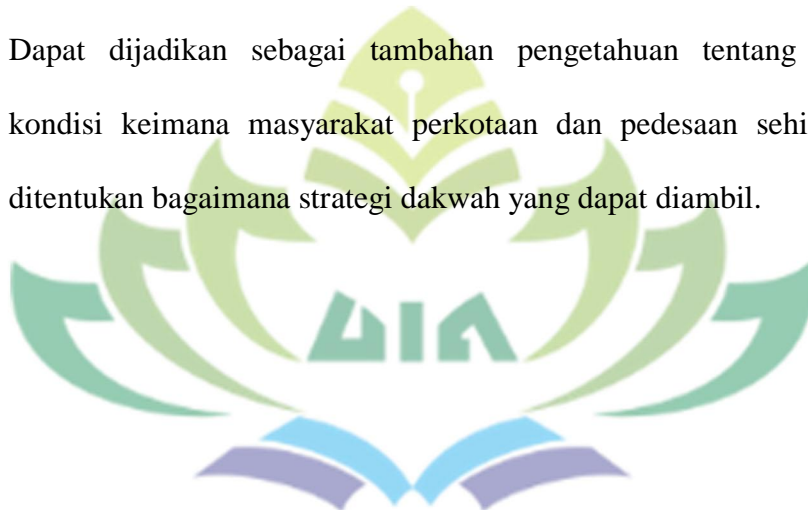 Dapat dijadikan sebagai tambahan pengetahuan tentang
kondisi keimana masyarakat perkotaan dan pedesaan sehi
ditentukan bagaimana strategi dakwah yang dapat diambil.
UIN